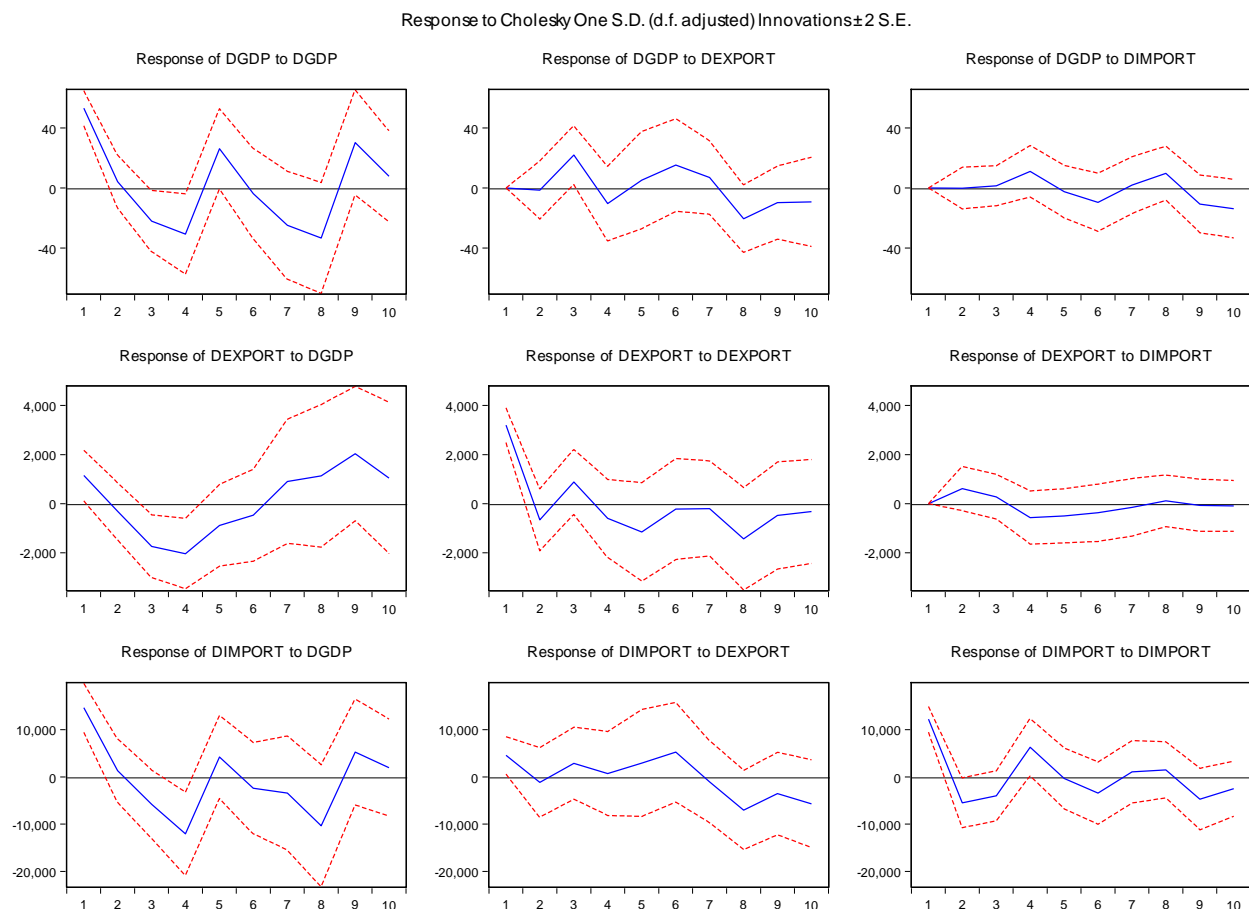 Response to Cholesky One S.D. (d.f. adjusted) Innovations ± 2 S.E.
Response of DGDP to DGDP
40
0
-40
1 2 3 4 5 6 7 8 9 10
Response of DGDP to DEXPORT
40
0
-40
1 2 3 4 5 6 7 8 9 10
Response of DGDP to DIMPORT
40
0
-40
1 2 3 4 5 6 7 8 9 10
Response of DEXPORT to DGDP
4,000
2,000
0
-2,000
1 2 3 4 5 6 7 8 9 10
Response of DEXPORT to DEXPORT
4,000
2,000
0
-2,000
1 2 3 4 5 6 7 8 9 10
Response of DEXPORT to DIMPORT
4,000
2,000
0
-2,000
1 2 3 4 5 6 7 8 9 10
Response of DIMPORT to DGDP
10,000
0
-10,000
-20,000
1 2 3 4 5 6 7 8 9 10
Response of DIMPORT to DEXPORT
10,000
0
-10,000
-20,000
1 2 3 4 5 6 7 8 9 10
Response of DIMPORT to DIMPORT
10,000
0
-10,000
-20,000
1 2 3 4 5 6 7 8 9 10